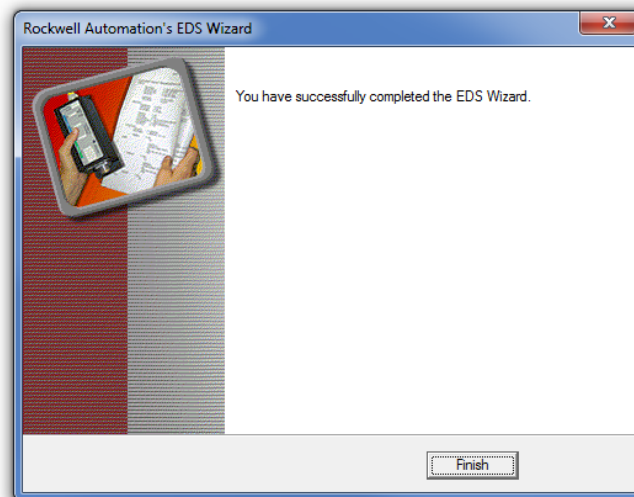 Rockwell Automation's EDS Wizard
You have successfully completed the EDS Wizard.
Finish